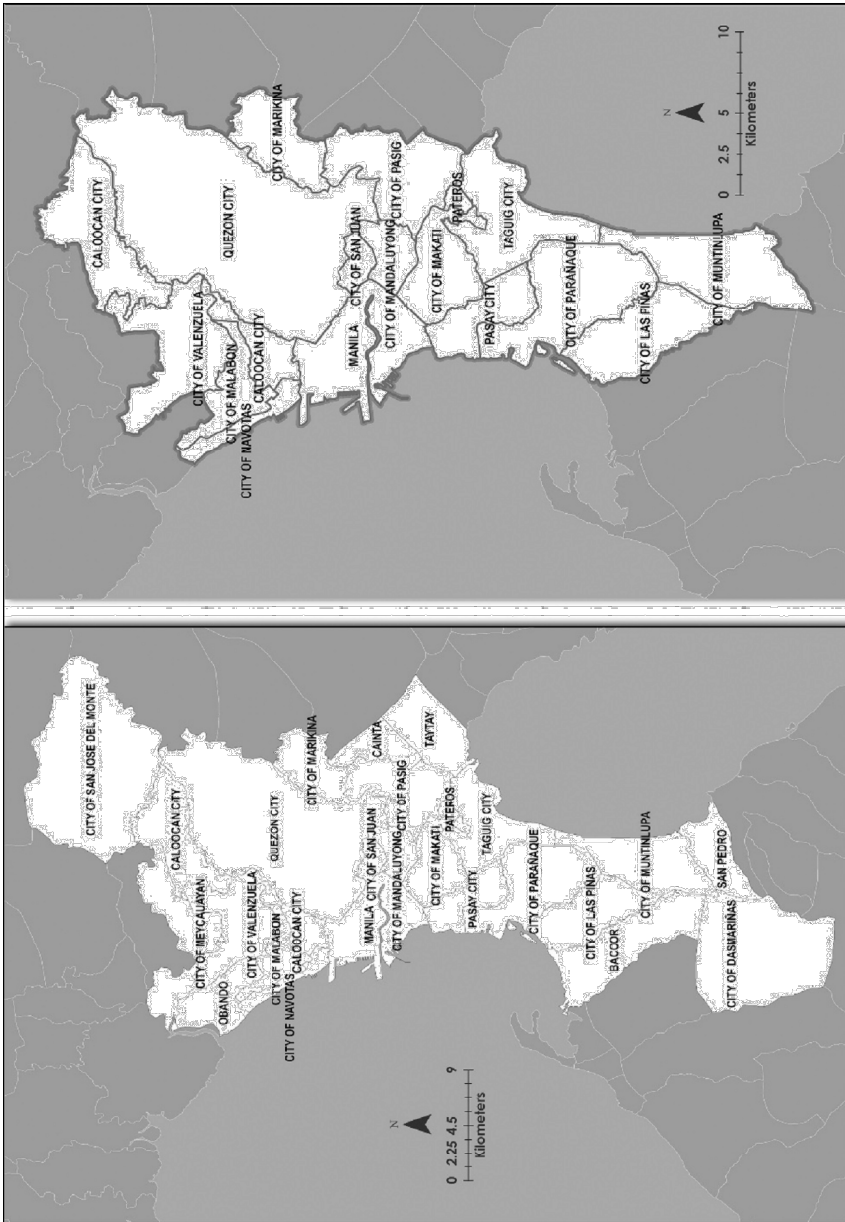 CALOOCAN CITY
QUEZON CITY
CITY OF MARIKINA
CITY OF VALENZUELA
CITY OF MALABON
CITY OF NAVOTAS
CALOOCAN CITY
MANILA
CITY OF SAN JUAN
CITY OF MANDALUYONG
CITY OF PASIG
CITY OF MAKATI
PATEROS
PASAY CITY
TAGUIG CITY
CITY OF PARAÑAQUE
CITY OF LAS PIÑAS
CITY OF MUNTINLUPA
N
0 2.5 5 10
Kilometers
CITY OF SAN JOSE DEL MONTE
CALOOCAN CITY
CITY OF MEYCAUAYAN
OBANDO
CITY OF VALENZUELA
QUEZON CITY
CITY OF MALABON
CITY OF NAVOTAS
CALOOCAN CITY
CITY OF MARIKINA
MANILA
CITY OF SAN JUAN
CAINTA
CITY OF MANDALUYONG
CITY OF PASIG
TAYTAY
CITY OF MAKATI
PATEROS
PASAY CITY
TAGUIG CITY
CITY OF PARAÑAQUE
CITY OF LAS PIÑAS
BACCOR
CITY OF MUNTINLUPA
SAN PEDRO
CITY OF DASMARIÑAS
N
0 2.25 4.5 9
Kilometers